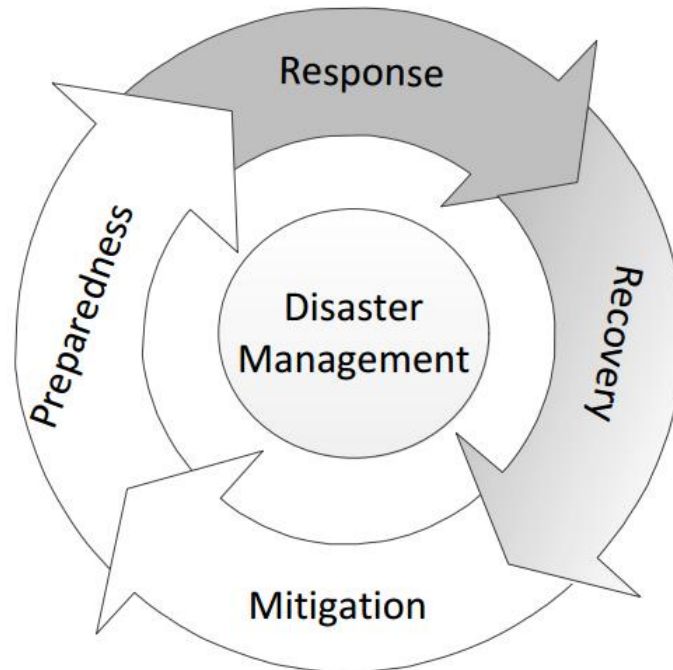 Response
Recovery
Mitigation
Preparedness
Disaster
Management